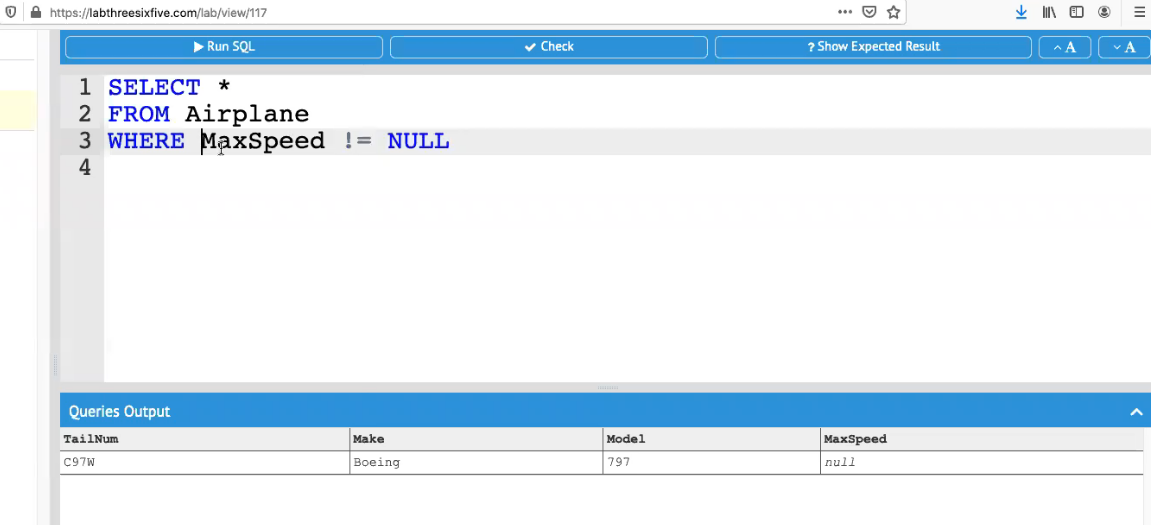 https://labthreesixfive.com/lab/view/117
Run SQL
Check
? Show Expected Result
A
A
1 SELECT *
2 FROM Airplane
3 WHERE MaxSpeed != NULL
4
Queries Output
TailNum Make Model MaxSpeed
C97W Boeing 797 null